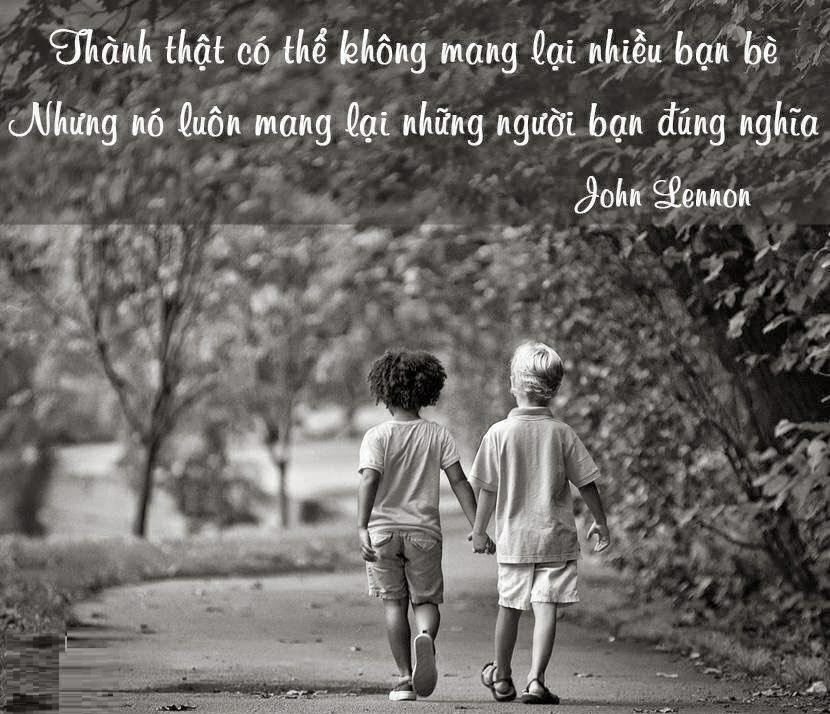 Thành thật có thể không mang lại nhiều bạn bè
Nhưng nó luôn mang lại những người bạn đúng nghĩa
John Lennon